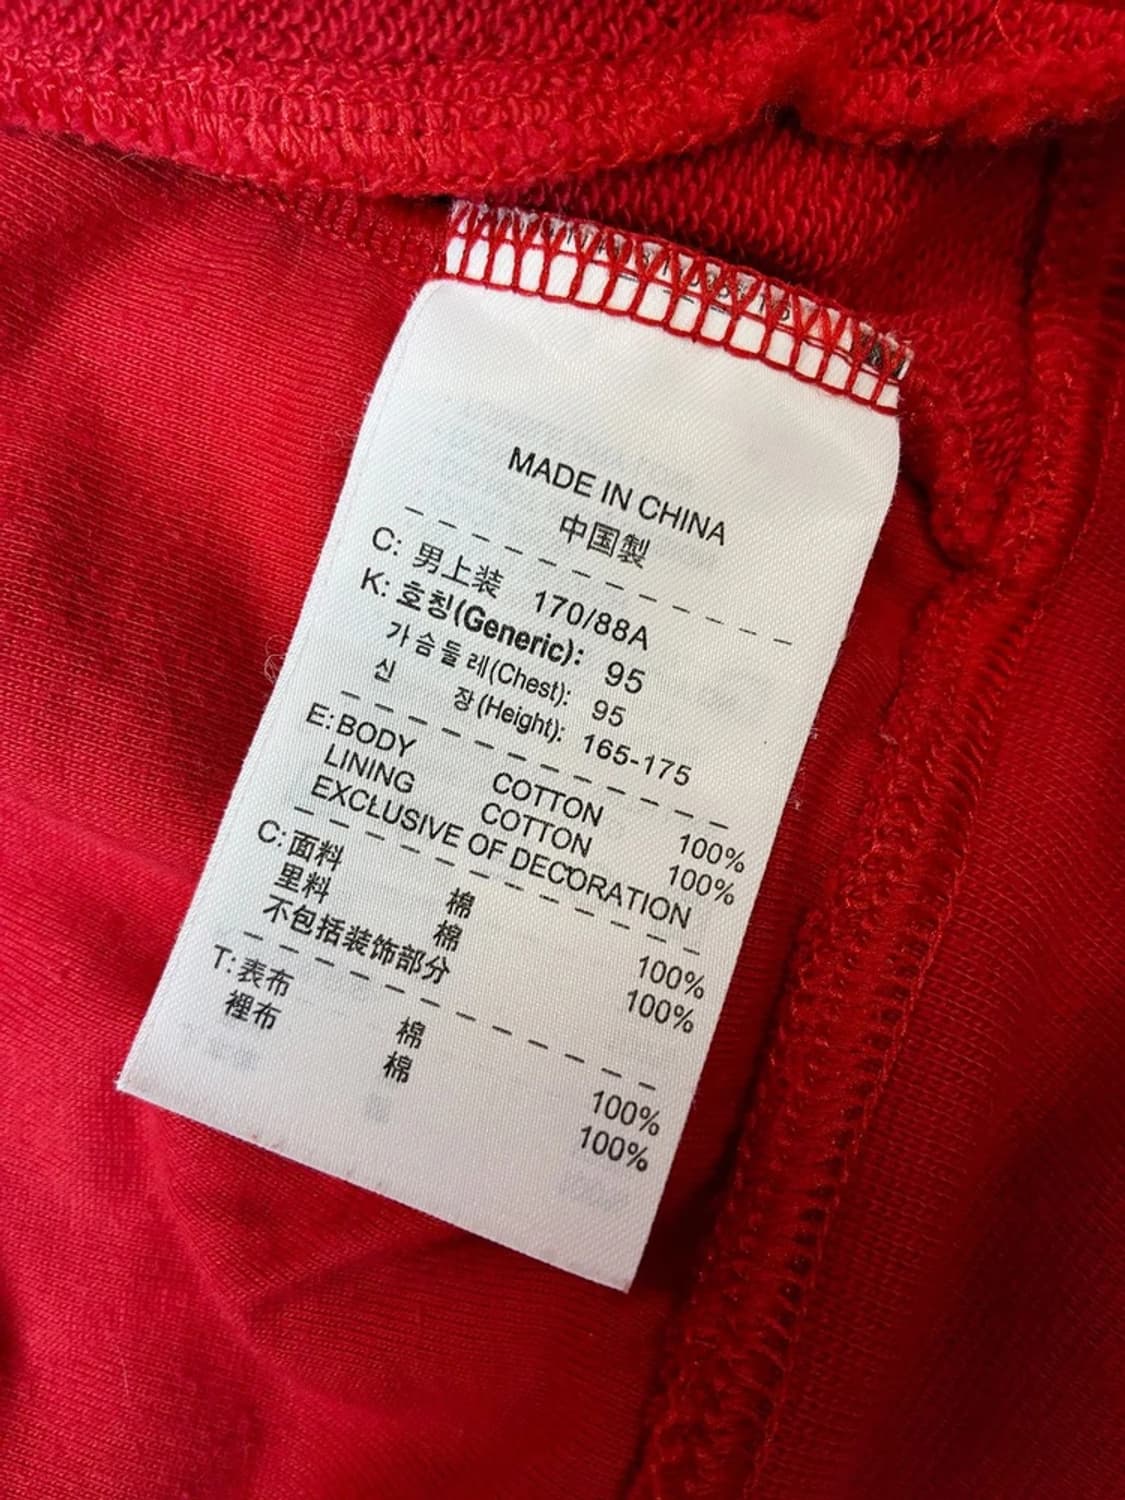 MADE IN CHINA
中国製
C: 男上装 170/88A
K: 호칭(Generic): 95
가슴둘레(Chest): 95
신 장(Height): 165-175
E: BODY COTTON 100%
LINING COTTON 100%
EXCLUSIVE OF DECORATION
C: 面料 棉 100%
里料 棉 100%
不包括装饰部分
T: 表布 棉 100%
裡布 棉 100%